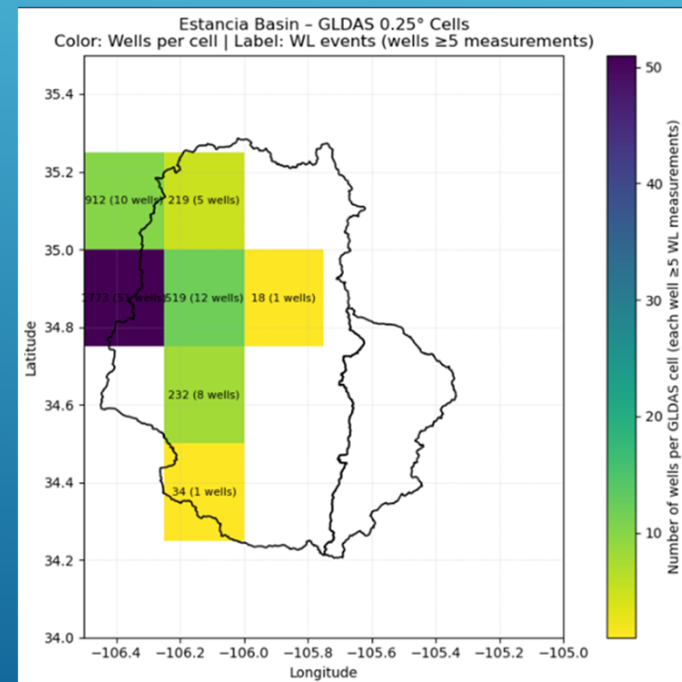 Estancia Basin – GLDAS 0.25° Cells
Color: Wells per cell | Label: WL events (wells ≥5 measurements)
Latitude
35.4
35.2
35.0
34.8
34.6
34.4
34.2
34.0
912 (10 wells)
219 (5 wells)
1773 (51 wells)
519 (12 wells)
18 (1 wells)
232 (8 wells)
34 (1 wells)
−106.4
−106.2
−106.0
−105.8
−105.6
−105.4
−105.2
−105.0
Longitude
50
40
30
20
10
Number of wells per GLDAS cell (each well ≥5 WL measurements)